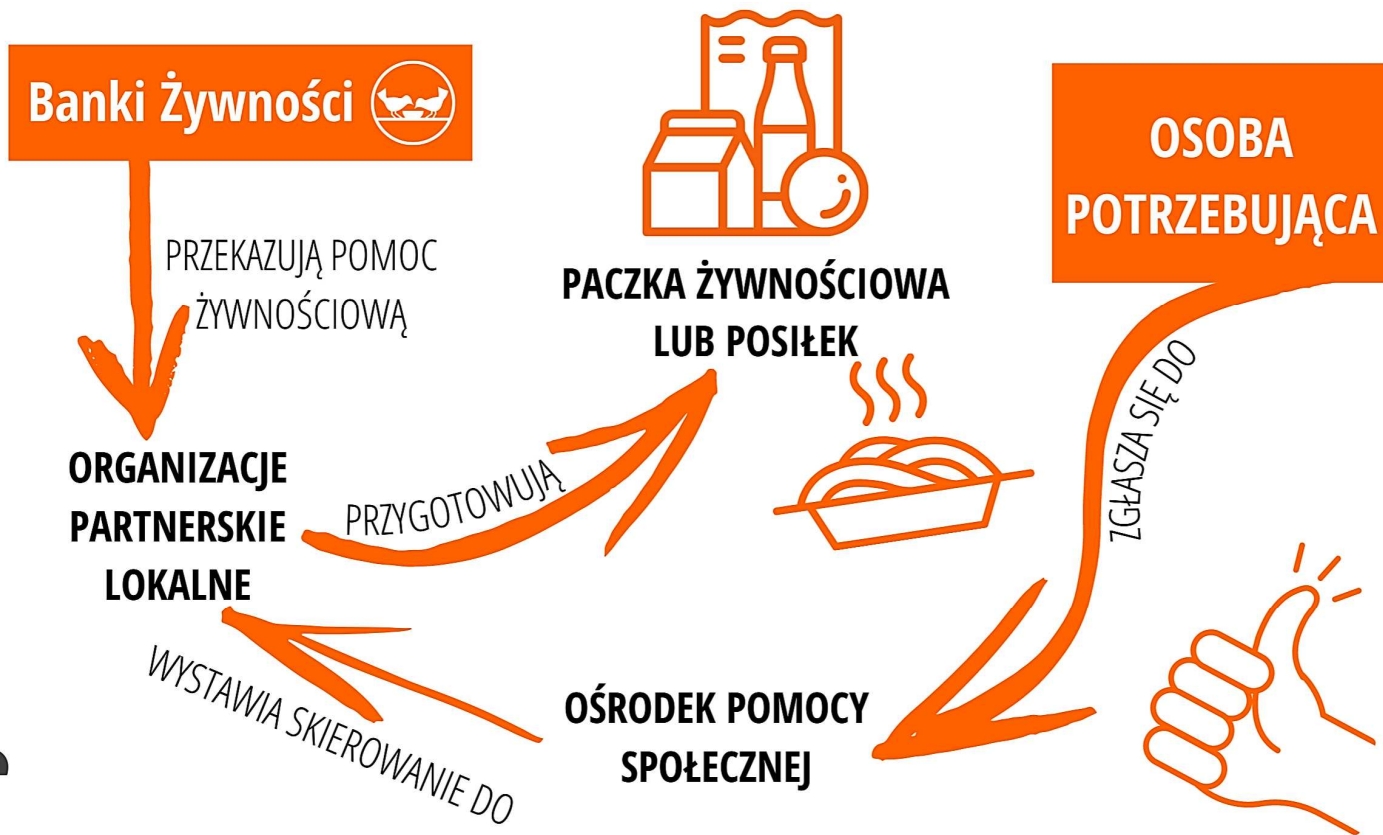 Banki Żywności
OSOBA
POTRZEBUJĄCA
PRZEKAZUJĄ POMOC
ŻYWNOŚCIOWĄ
PACZKA ŻYWNOŚCIOWA
LUB POSIŁEK
ZGŁASZA SIĘ DO
ORGANIZACJE
PARTNERSKIE
LOKALNE
PRZYGOTOWUJĄ
WYSTAWIA SKIEROWANIE DO
OŚRODEK POMOCY
SPOŁECZNEJ